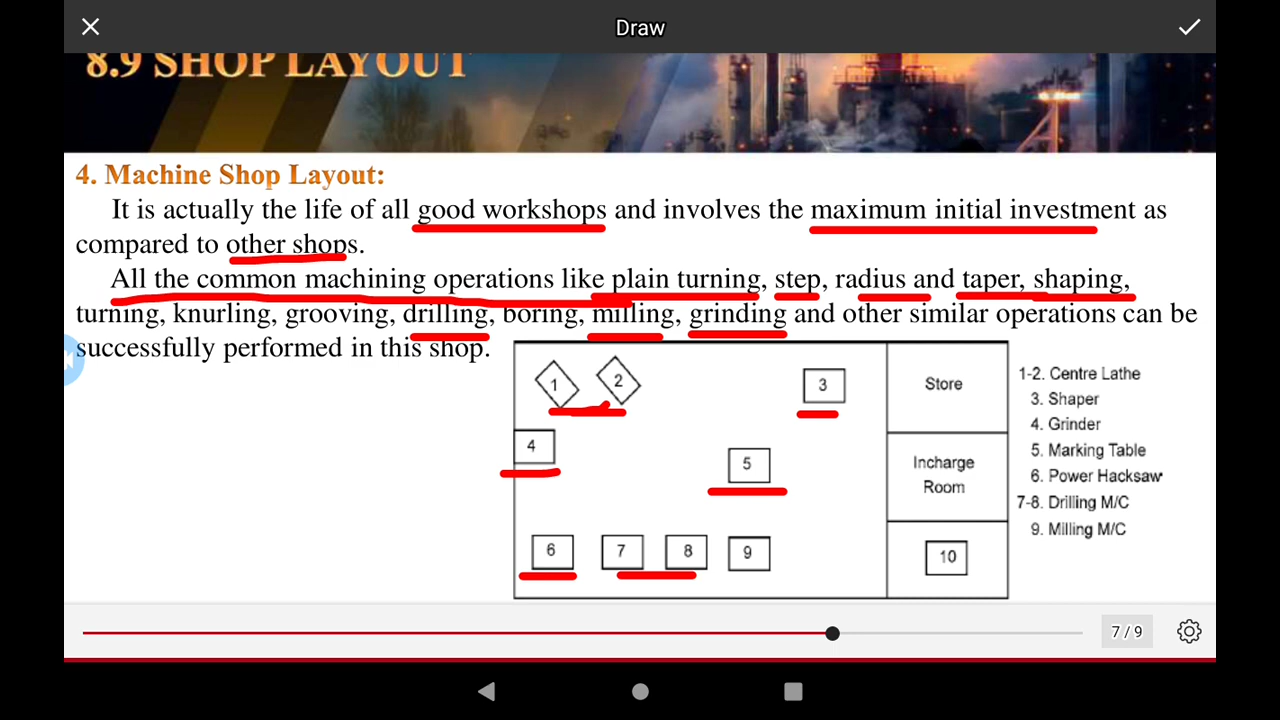 Draw
8.9 SHOP LAYOUT
4. Machine Shop Layout:
It is actually the life of all good workshops and involves the maximum initial investment as
compared to other shops.
All the common machining operations like plain turning, step, radius and taper, shaping,
turning, knurling, grooving, drilling, boring, milling, grinding and other similar operations can be
successfully performed in this shop.
1
2
3
Store
4
5
Incharge
Room
6
7
8
9
10
1-2. Centre Lathe
3. Shaper
4. Grinder
5. Marking Table
6. Power Hacksaw
7-8. Drilling M/C
9. Milling M/C
7 / 9